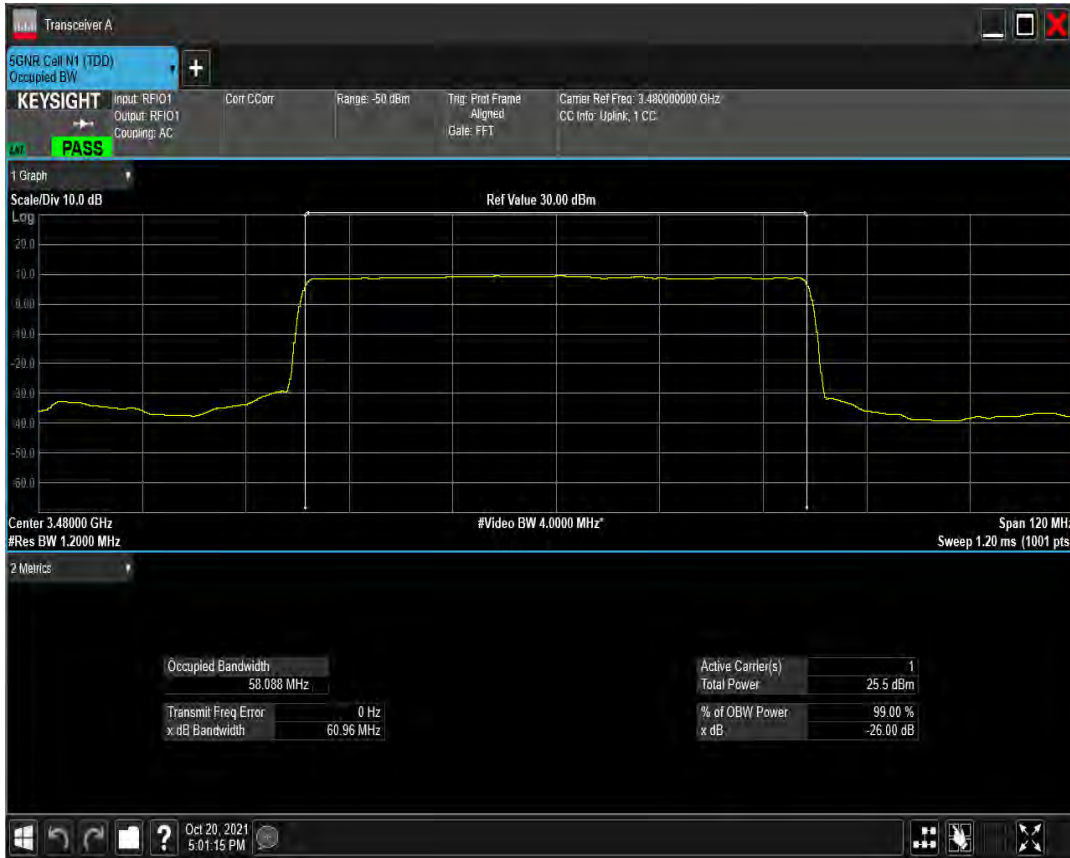 Transceiver A
5GNR Cell N1 (TDD)
Occupied BW
+
KEYSIGHT
PASS
Input: RFIO1
Output: RFIO1
Coupling: AC
Corr CCorr
Range: -50 dBm
Trig: Prot Frame
Aligned
Gate: FFT
Carrier Ref Freq: 3.480000000 GHz
CC Info: Uplink, 1 CC
1 Graph
Scale/Div 10.0 dB
Ref Value 30.00 dBm
Log
20.0
10.0
0.00
-10.0
-20.0
-30.0
-40.0
-50.0
-60.0
Center 3.48000 GHz
#Video BW 4.0000 MHz*
Span 120 MHz
#Res BW 1.2000 MHz
Sweep 1.20 ms (1001 pts
2 Metrics
Occupied Bandwidth
58.088 MHz
Transmit Freq Error 0 Hz
x dB Bandwidth 60.96 MHz
Active Carrier(s) 1
Total Power 25.5 dBm
% of OBW Power 99.00 %
x dB -26.00 dB
?
Oct 20, 2021
5:01:15 PM